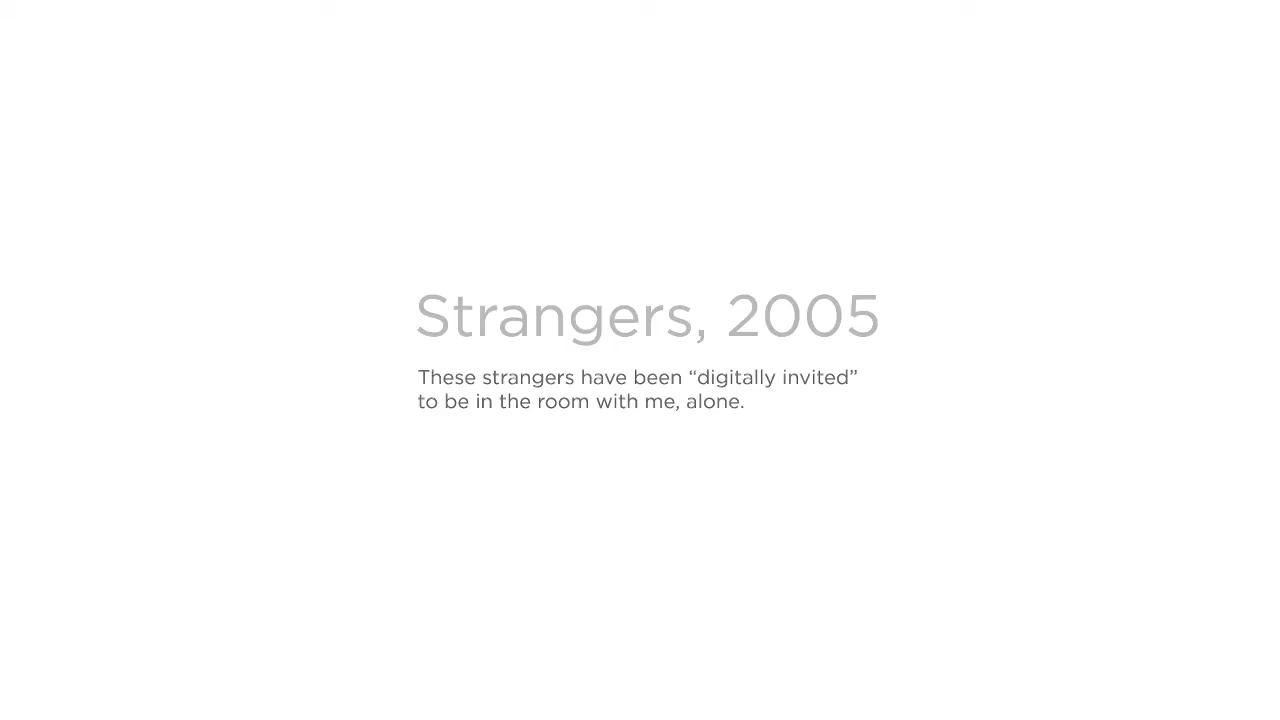 Strangers, 2005
These strangers have been “digitally invited”
to be in the room with me, alone.